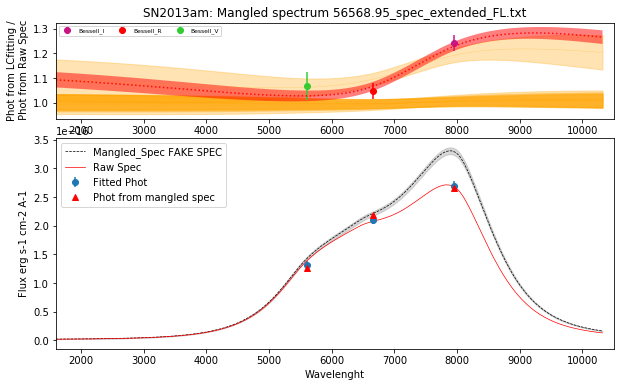 SN2013am: Mangled spectrum 56568.95_spec_extended_FL.txt
Phot from LCfitting /
Phot from Raw Spec
Bessell_I Bessell_R Bessell_V
1.3
1.2
1.1
1.0
2000 3000 4000 5000 6000 7000 8000 9000 10000
Flux erg s-1 cm-2 A-1
3.5
3.0
2.5
2.0
1.5
1.0
0.5
0.0
Mangled_Spec FAKE SPEC
Raw Spec
Fitted Phot
Phot from mangled spec
2000 3000 4000 5000 6000 7000 8000 9000 10000
Wavelenght